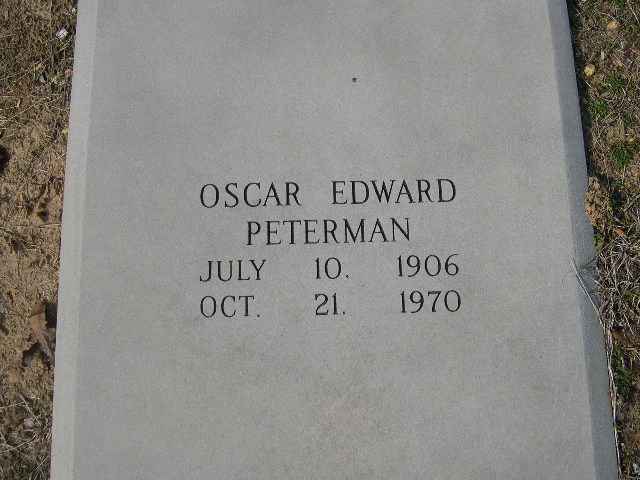 OSCAR EDWARD
PETERMAN
JULY 10. 1906
OCT. 21. 1970